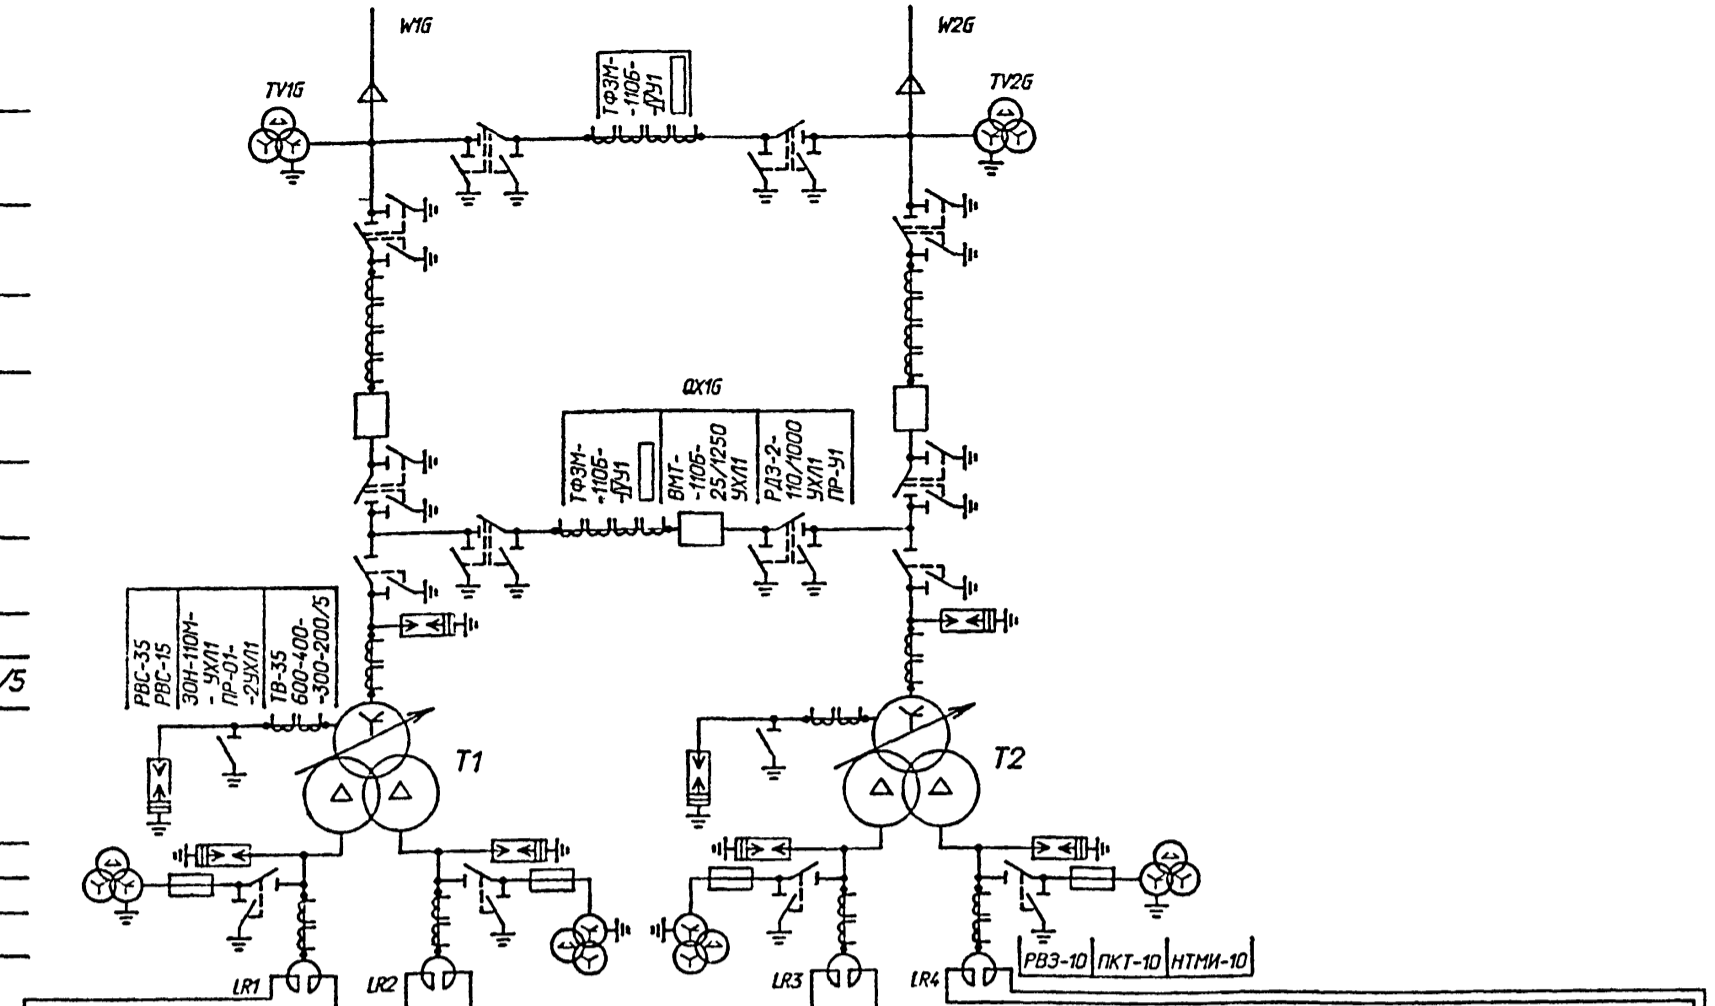 W1G
W2G
TV1G
TV2G
ТФЗМ-
-110Б-
-IVУ1
QX1G
ТФЗМ-
-110Б-
-IVУ1
ВМТ-
-110Б-
25/1250
УХЛ1
РДЗ-2-
110/1000
УХЛ1
ПР-У1
РВС-35
РВС-15
ЗОН-110М-
- УХЛ1
ПР-01-
-2УХЛ1
ТВ-35
600-400-
-300-200/5
/5
T1
T2
LR1
LR2
LR3
LR4
РВЗ-10
ПКТ-10
НТМИ-10